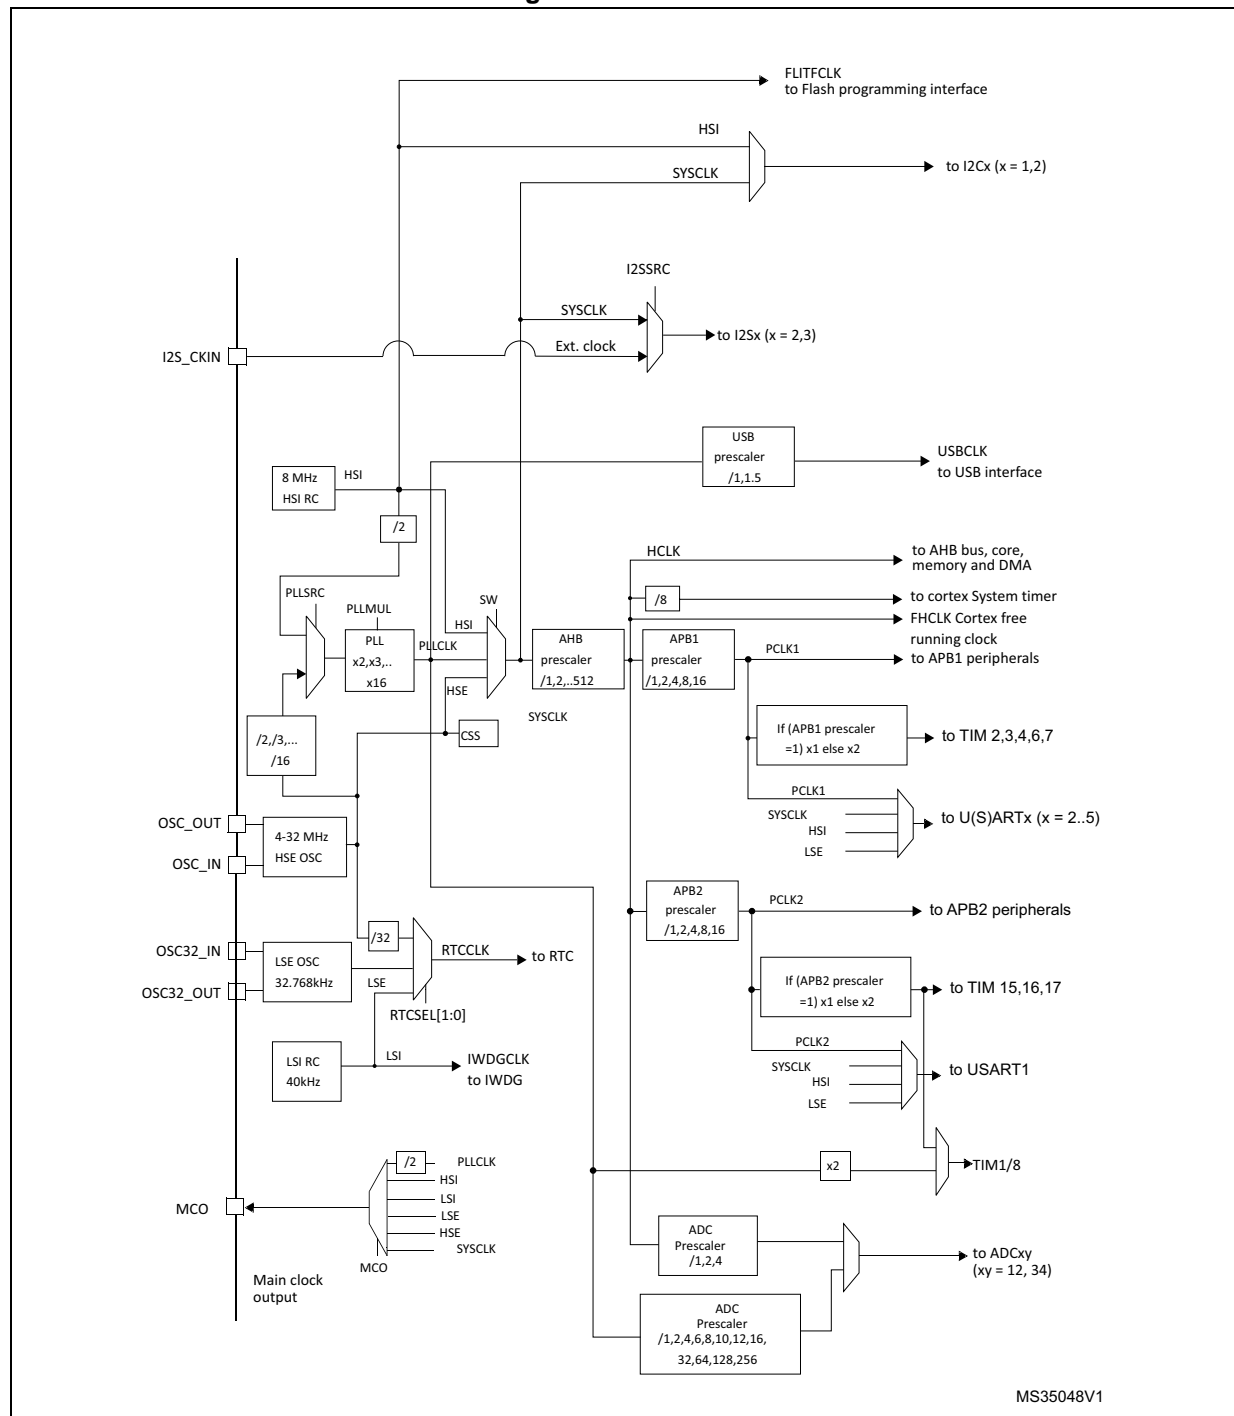 FLITFCLK
to Flash programming interface
HSI
to I2Cx (x = 1,2)
SYSCLK
I2SSRC
SYSCLK
to I2Sx (x = 2,3)
Ext. clock
I2S_CKIN
USB
prescaler
/1,1.5
USBCLK
to USB interface
8 MHz
HSI RC
HSI
/2
HCLK
to AHB bus, core,
memory and DMA
/8
to cortex System timer
FHCLK Cortex free
running clock
PLLSRC
PLLMUL
PLL
x2,x3,..
x16
PLLCLK
SW
HSI
HSE
AHB
prescaler
/1,2,..512
APB1
prescaler
/1,2,4,8,16
PCLK1
to APB1 peripherals
SYSCLK
CSS
/2,/3,...
/16
If (APB1 prescaler
=1) x1 else x2
to TIM 2,3,4,6,7
PCLK1
SYSCLK
HSI
LSE
to U(S)ARTx (x = 2..5)
OSC_OUT
OSC_IN
4-32 MHz
HSE OSC
APB2
prescaler
/1,2,4,8,16
PCLK2
to APB2 peripherals
/32
RTCCLK
to RTC
OSC32_IN
OSC32_OUT
LSE OSC
32.768kHz
LSE
RTCSEL[1:0]
If (APB2 prescaler
=1) x1 else x2
to TIM 15,16,17
LSI RC
40kHz
LSI
IWDGCLK
to IWDG
PCLK2
SYSCLK
HSI
LSE
to USART1
x2
TIM1/8
/2
PLLCLK
HSI
LSI
LSE
HSE
SYSCLK
MCO
MCO
Main clock
output
ADC
Prescaler
/1,2,4
to ADCxy
(xy = 12, 34)
ADC
Prescaler
/1,2,4,6,8,10,12,16,
32,64,128,256
MS35048V1